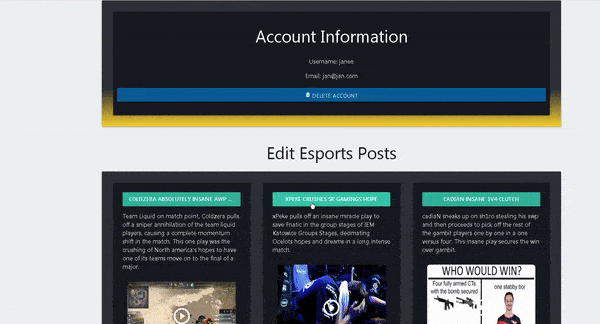 Account Information
Username: janee
Email: jan@jan.com
DELETE ACCOUNT
Edit Esports Posts
COLDZERA ABSOLUTELY INSANE AWP ...
Team Liquid on match point, Coldzera pulls
off a sniper annihilation of the team liquid
players, causing a complete momentum
shift in the match. This one play was the
crushing of North america's hopes to have
one of its teams move on to the final of a
major.
XPEKE CRUSHES SK GAMINGS HOPE
xPeke pulls off an insane miracle play to
save fnatic in the group stages of IEM
Katowice Groups Stages, decimating
Ocelots hopes and dreams in a long intense
match.
CADIAN INSANE 1V4 CLUTCH
cadiaN sneaks up on sh1ro stealing his awp
and then proceeds to pick off the rest of
the gambit players one by one in a one
versus four. This insane play secures the win
over gambit.
WHO WOULD WIN?
Four fully armed CTs
with the bomb secured
one stabby boi